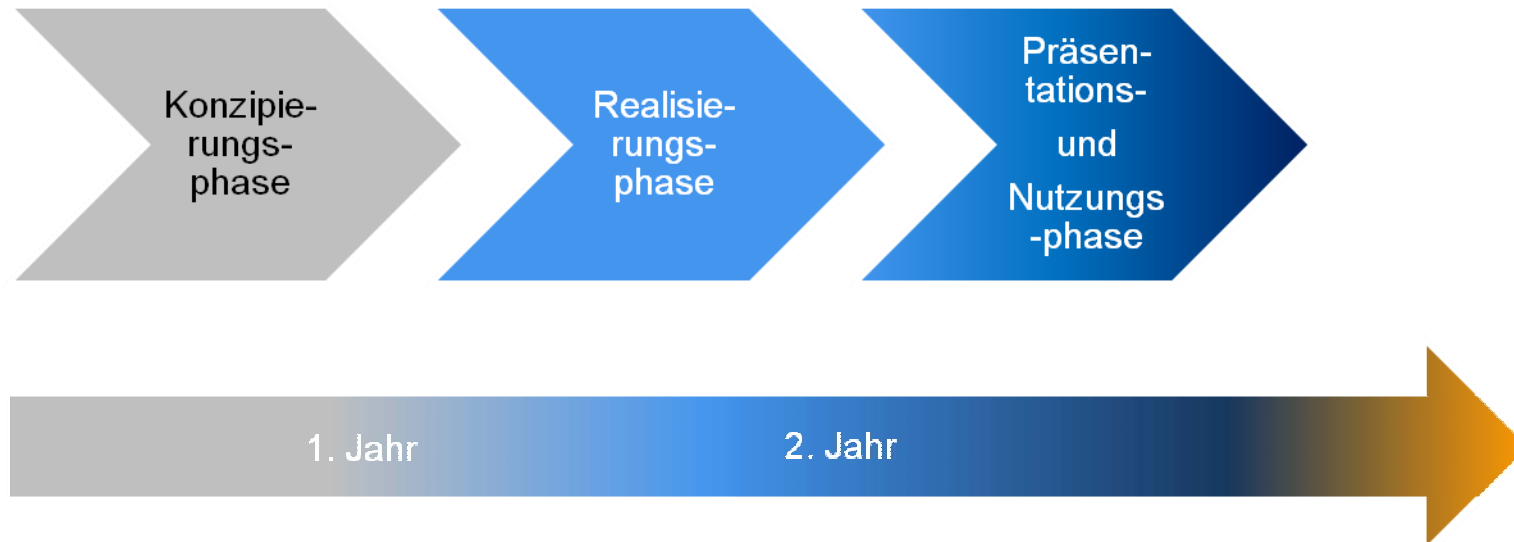 Konzipie-
rungs-
phase
Realisie-
rungs-
phase
Präsen-
tations-
und
Nutzungs
-phase
1. Jahr
2. Jahr